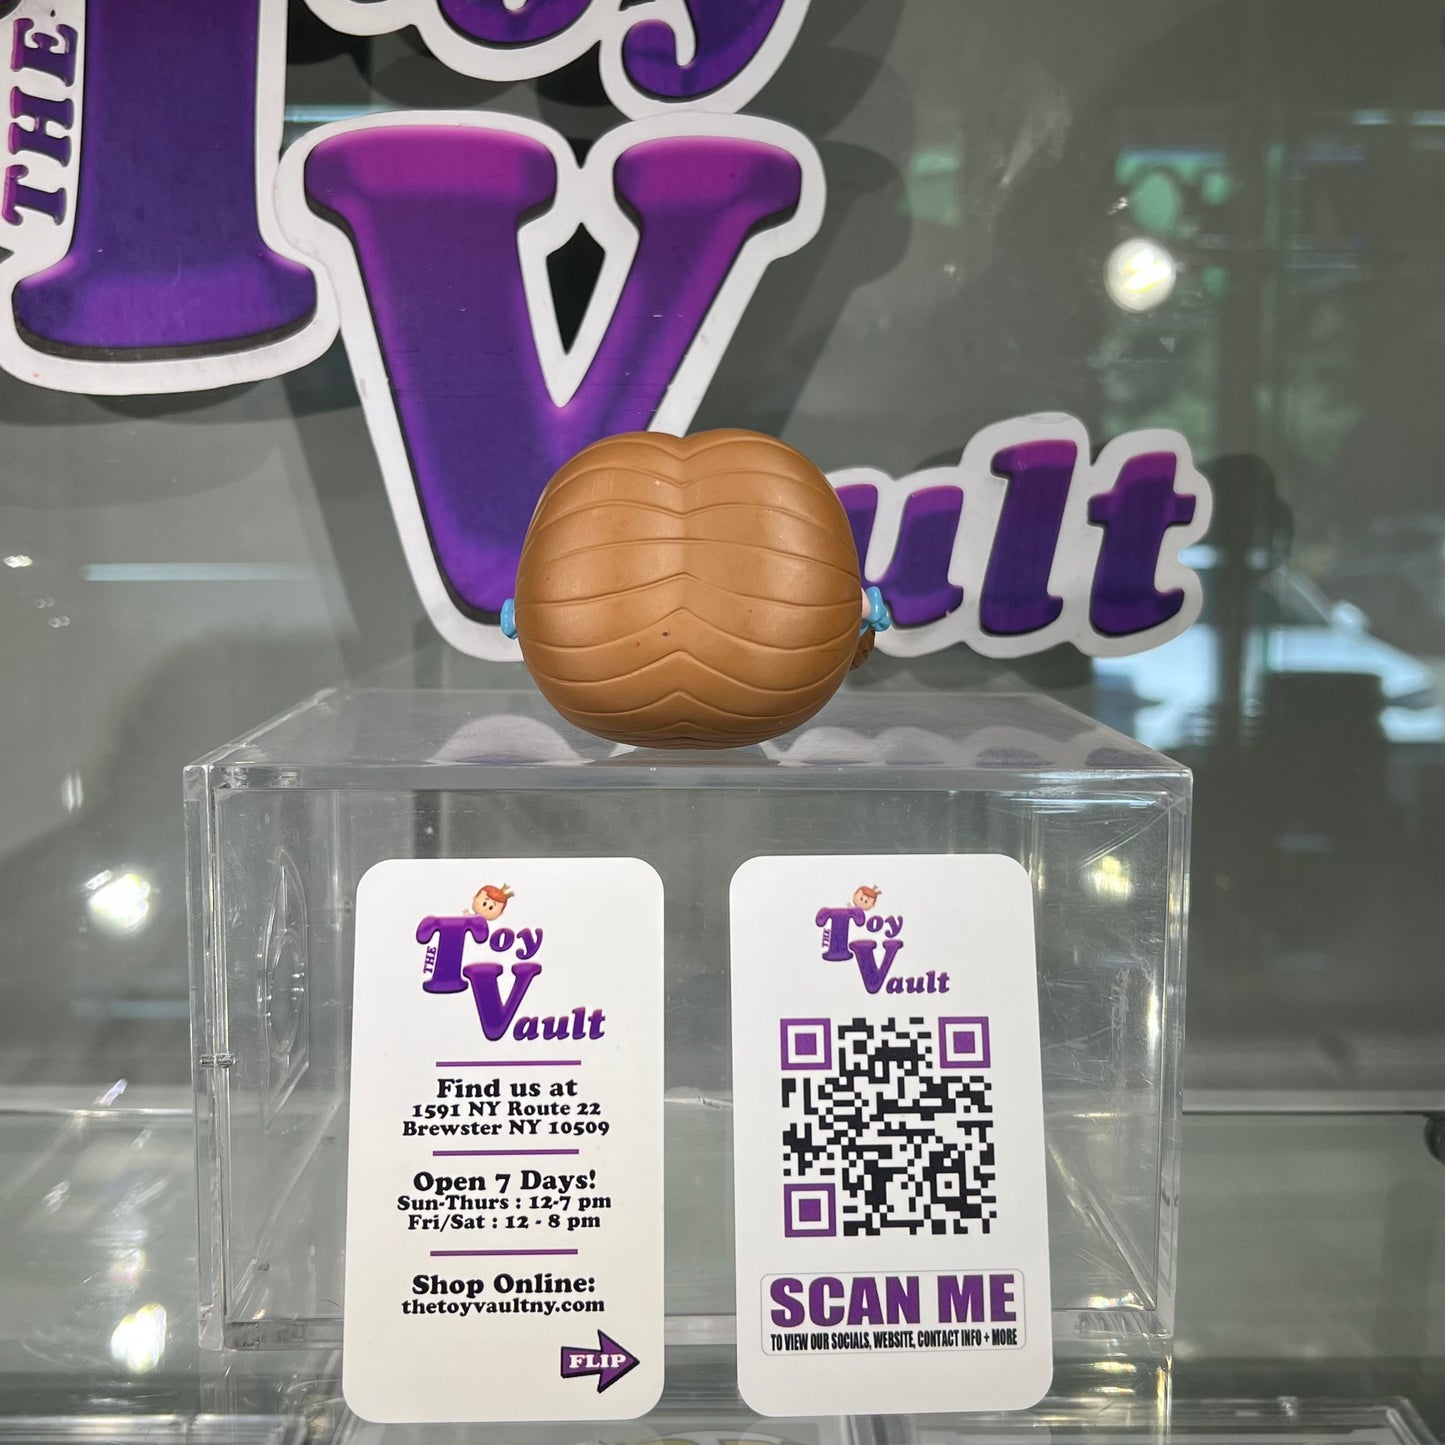 THE
Vault
THE Toy
Vault
Find us at
1591 NY Route 22
Brewster NY 10509
Open 7 Days!
Sun-Thurs : 12-7 pm
Fri/Sat : 12 - 8 pm
Shop Online:
thetoyvaultny.com
FLIP
THE Toy
Vault
SCAN ME
TO VIEW OUR SOCIALS, WEBSITE, CONTACT INFO + MORE